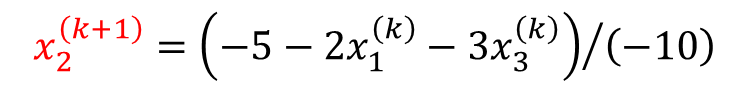 x_2^{(k+1)} = (-5 - 2x_1^{(k)} - 3x_3^{(k)})/(-10)